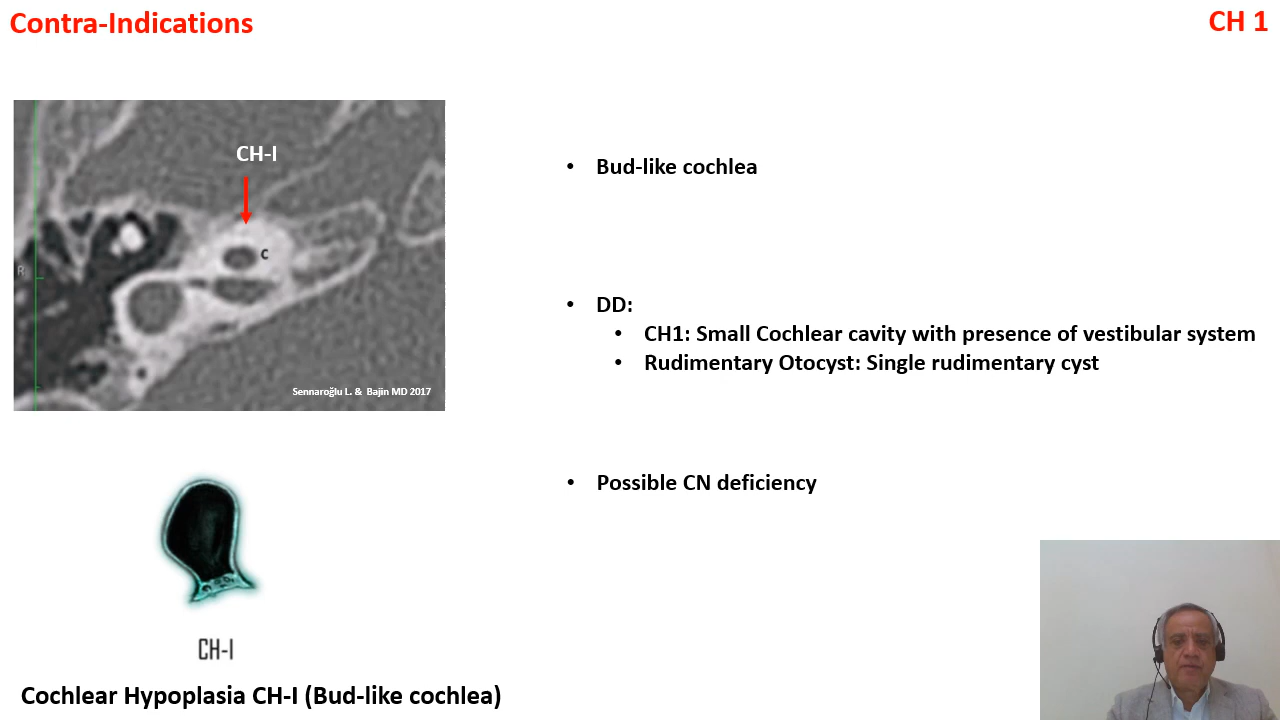 Contra-Indications
CH 1
CH-I
C
R
Sennaroğlu L. & Bajin MD 2017
• Bud-like cochlea
• DD:
• CH1: Small Cochlear cavity with presence of vestibular system
• Rudimentary Otocyst: Single rudimentary cyst
• Possible CN deficiency
CH-I
Cochlear Hypoplasia CH-I (Bud-like cochlea)